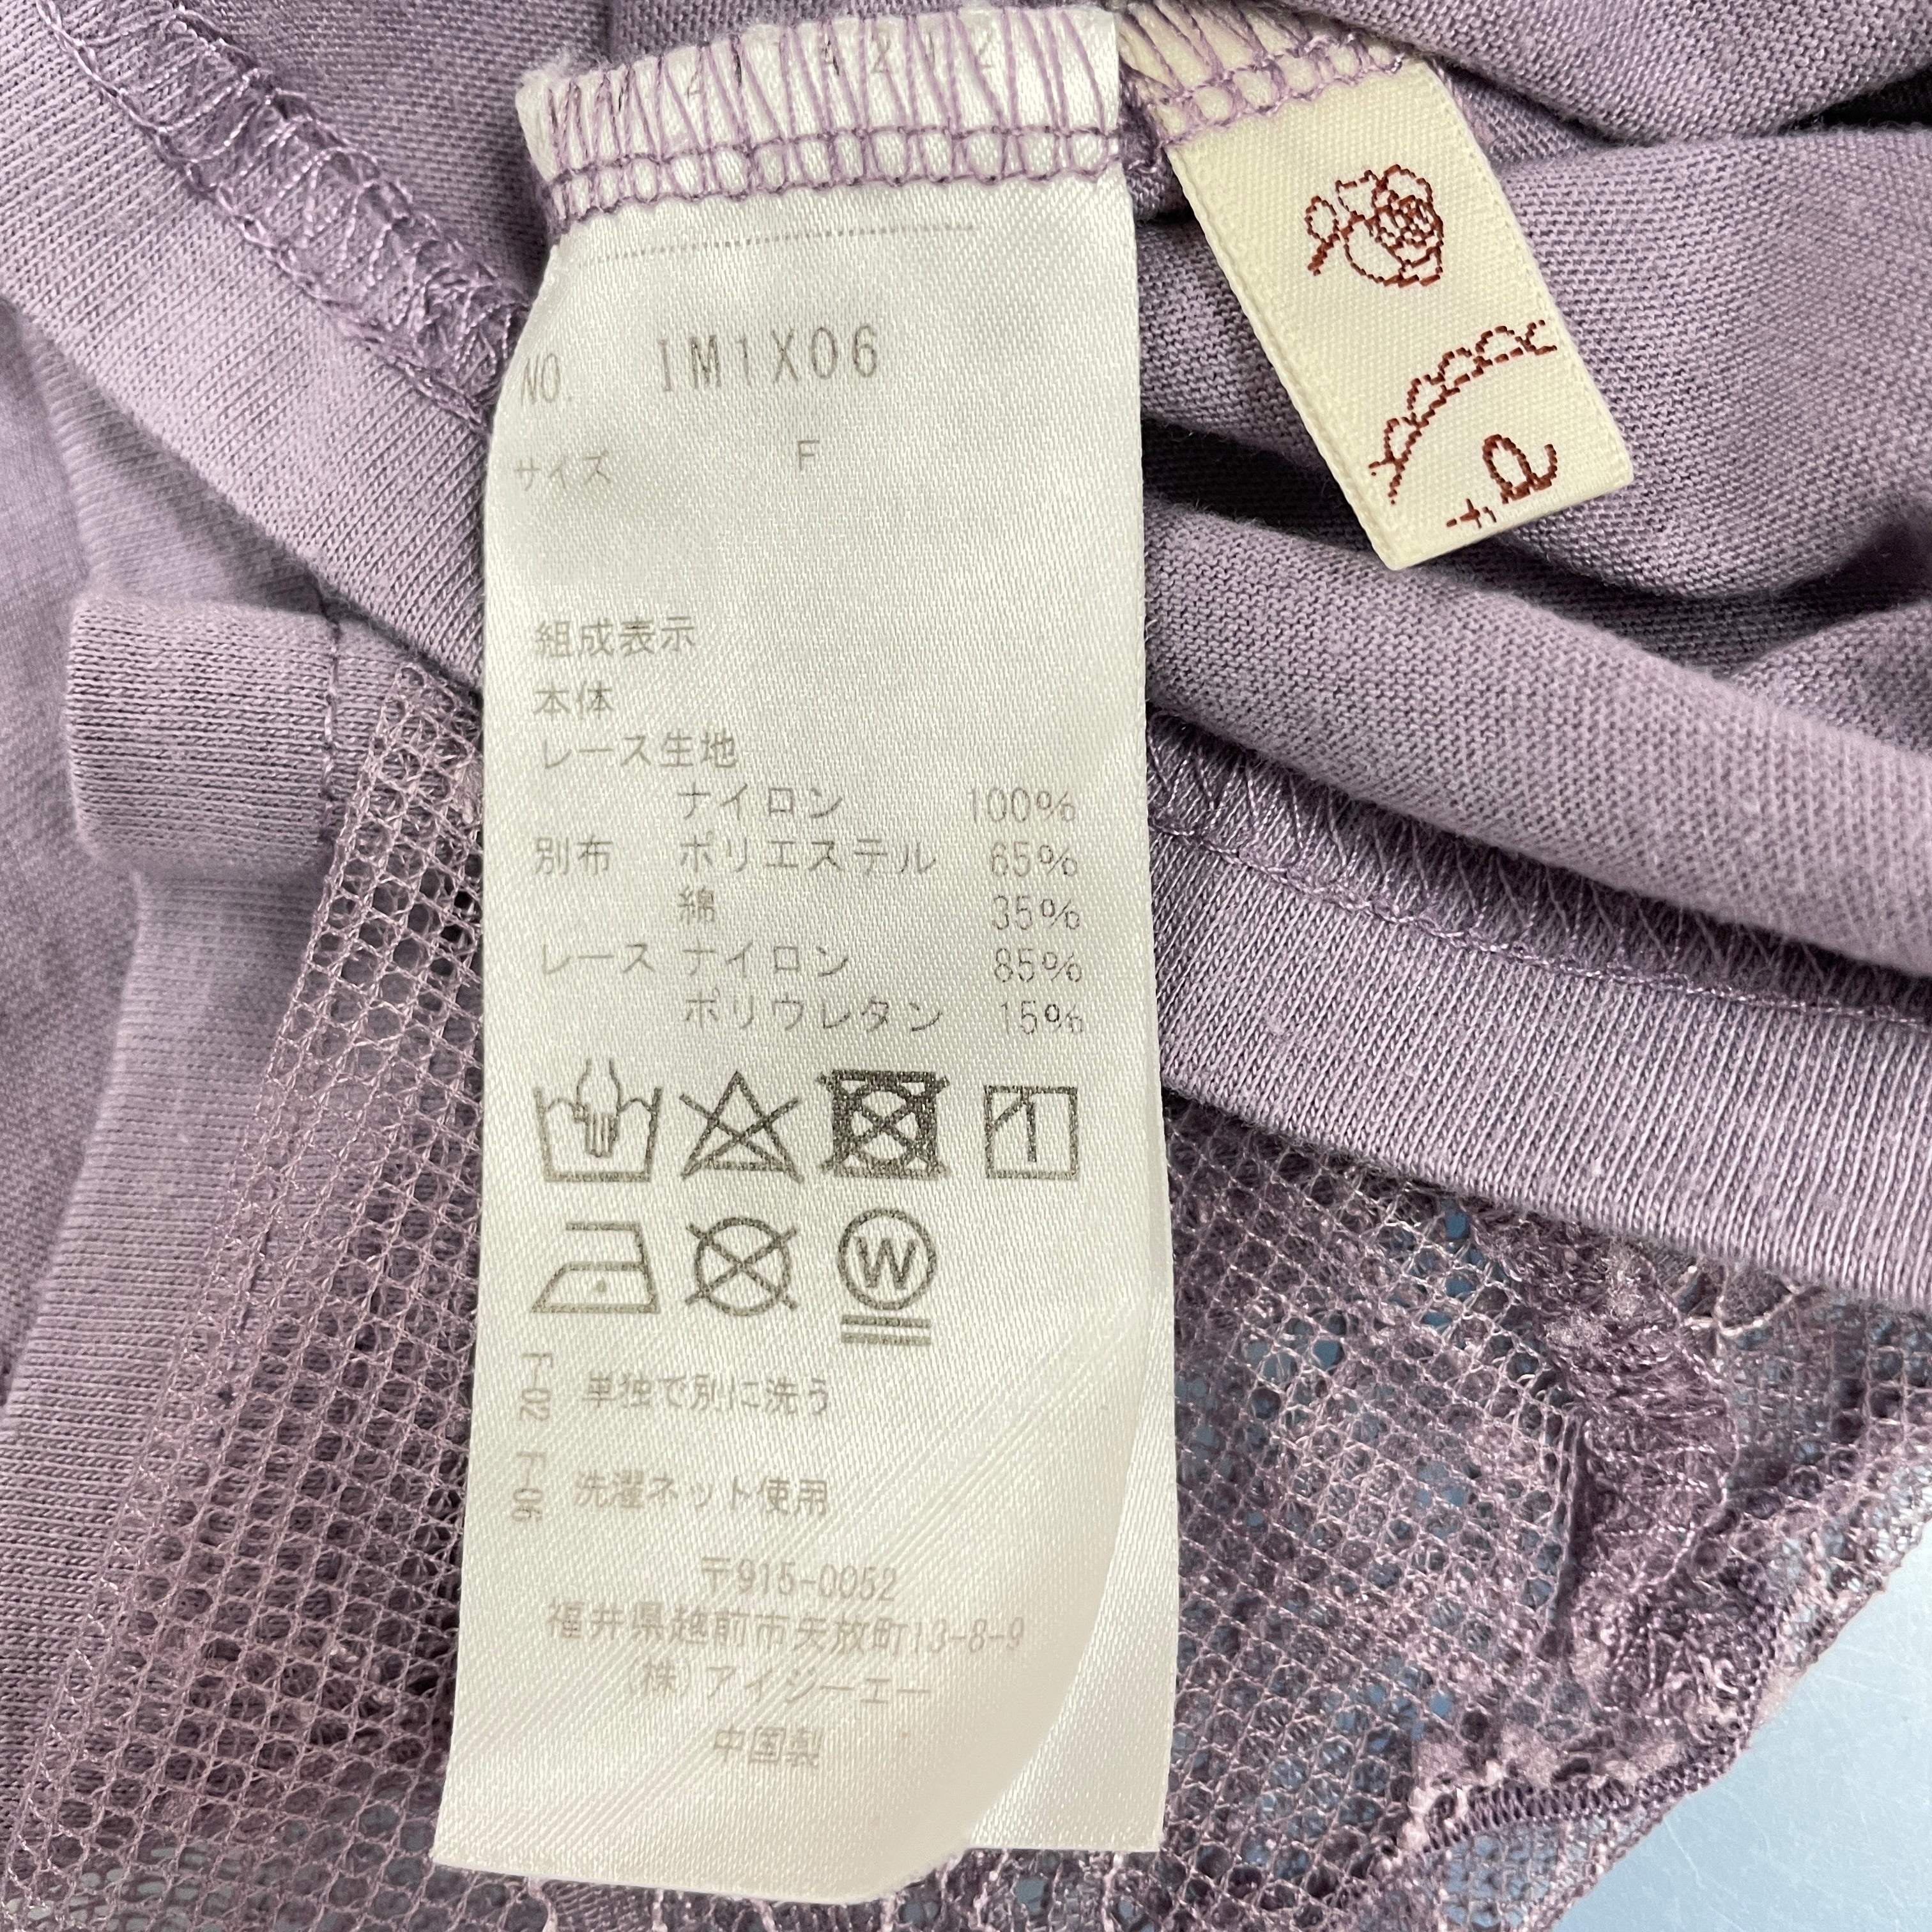 NO. IM1X06
サイズ F
組成表示
本体
レース生地
ナイロン 100%
別布 ポリエステル 65%
綿 35%
レース ナイロン 85%
ポリウレタン 15%
W
F-02 単独で別に洗う
F-06 洗濯ネット使用
〒915-0052
福井県越前市矢放町13-8-9
(株)アイジーエー
中国製